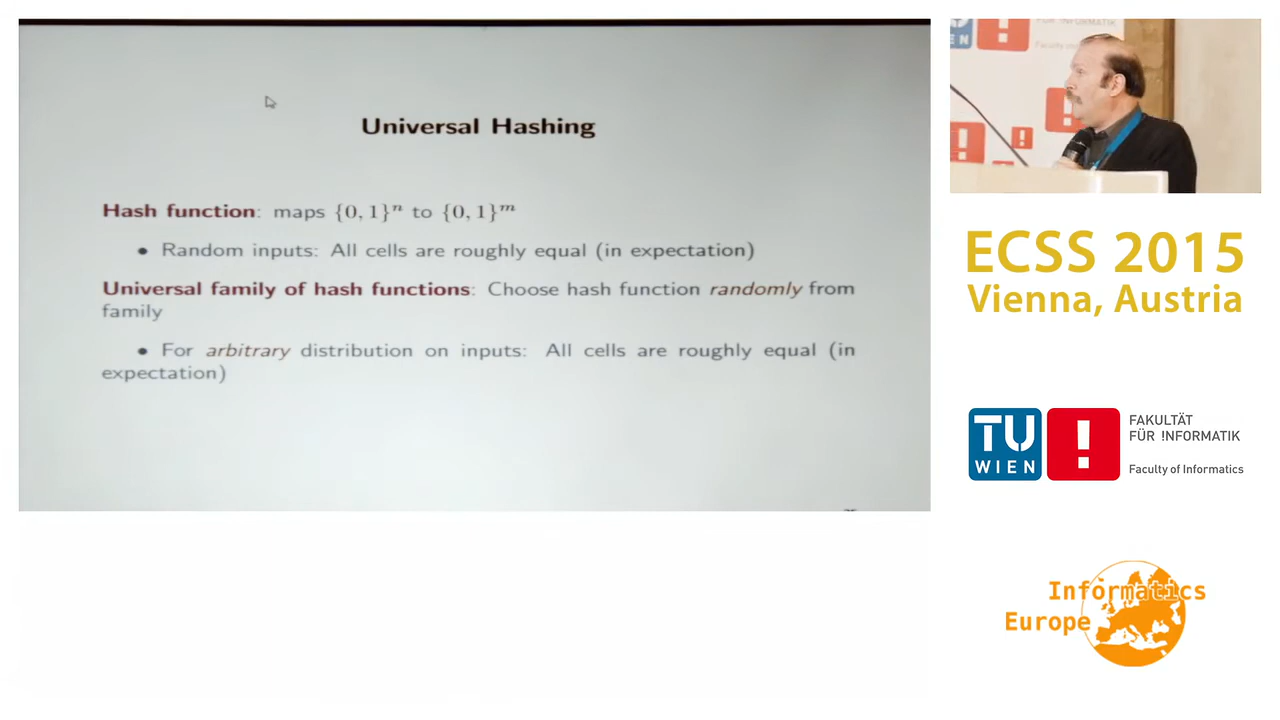 Universal Hashing
Hash function: maps {0, 1}ⁿ to {0, 1}ᵐ
• Random inputs: All cells are roughly equal (in expectation)
Universal family of hash functions: Choose hash function randomly from
family
• For arbitrary distribution on inputs: All cells are roughly equal (in
expectation)
ECSS 2015
Vienna, Austria
TU
WIEN
!
FAKULTÄT
FÜR !NFORMATIK
Faculty of Informatics
Informatics
Europe